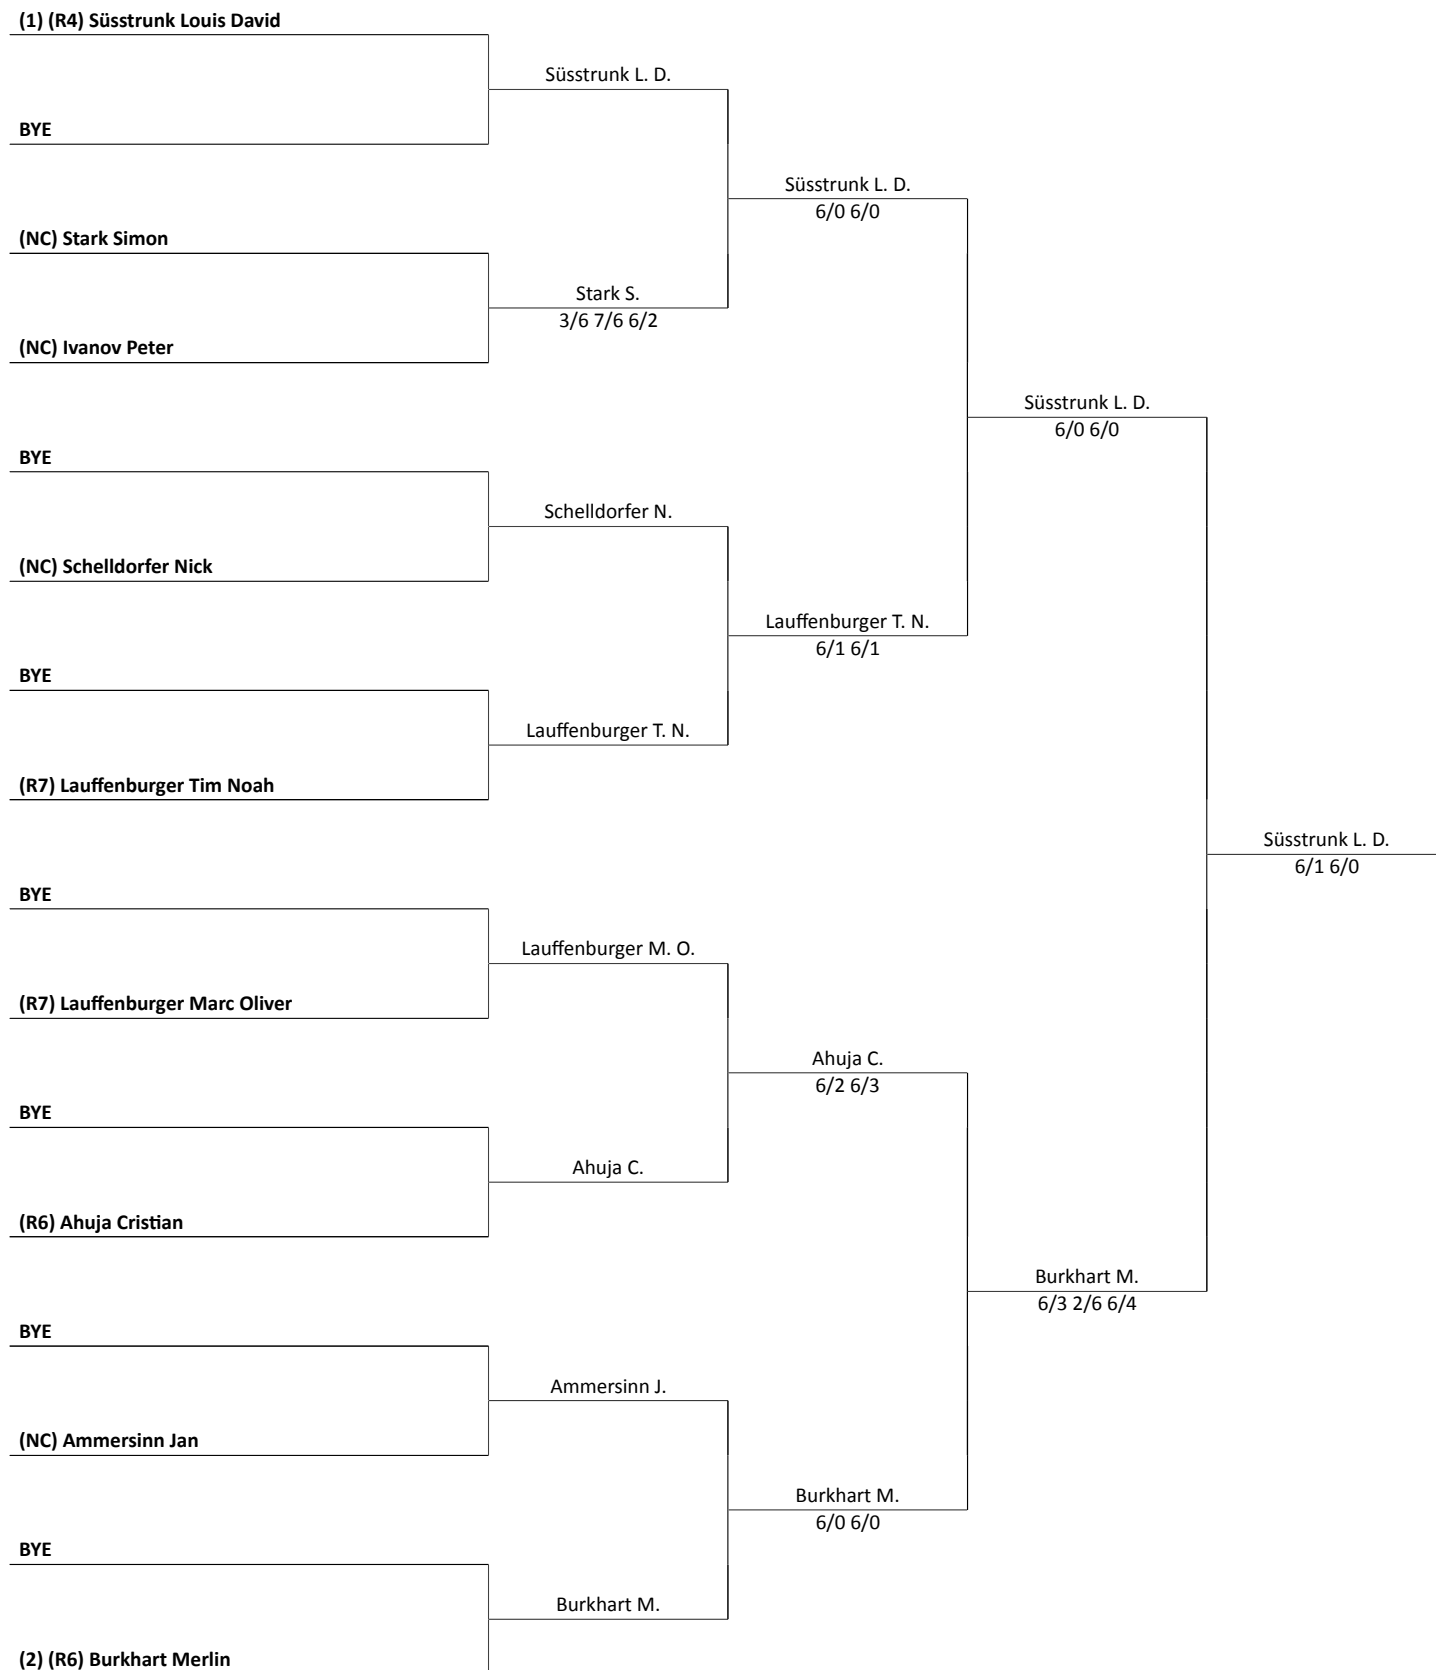 (1) (R4) Süsstrunk Louis David
Süsstrunk L. D.
BYE
Süsstrunk L. D.
6/0 6/0
(NC) Stark Simon
Stark S.
3/6 7/6 6/2
(NC) Ivanov Peter
Süsstrunk L. D.
6/0 6/0
BYE
Schelldorfer N.
(NC) Schelldorfer Nick
Lauffenburger T. N.
6/1 6/1
BYE
Lauffenburger T. N.
(R7) Lauffenburger Tim Noah
Süsstrunk L. D.
6/1 6/0
BYE
Lauffenburger M. O.
(R7) Lauffenburger Marc Oliver
Ahuja C.
6/2 6/3
BYE
Ahuja C.
(R6) Ahuja Cristian
Burkhart M.
6/3 2/6 6/4
BYE
Ammersinn J.
(NC) Ammersinn Jan
Burkhart M.
6/0 6/0
BYE
Burkhart M.
(2) (R6) Burkhart Merlin